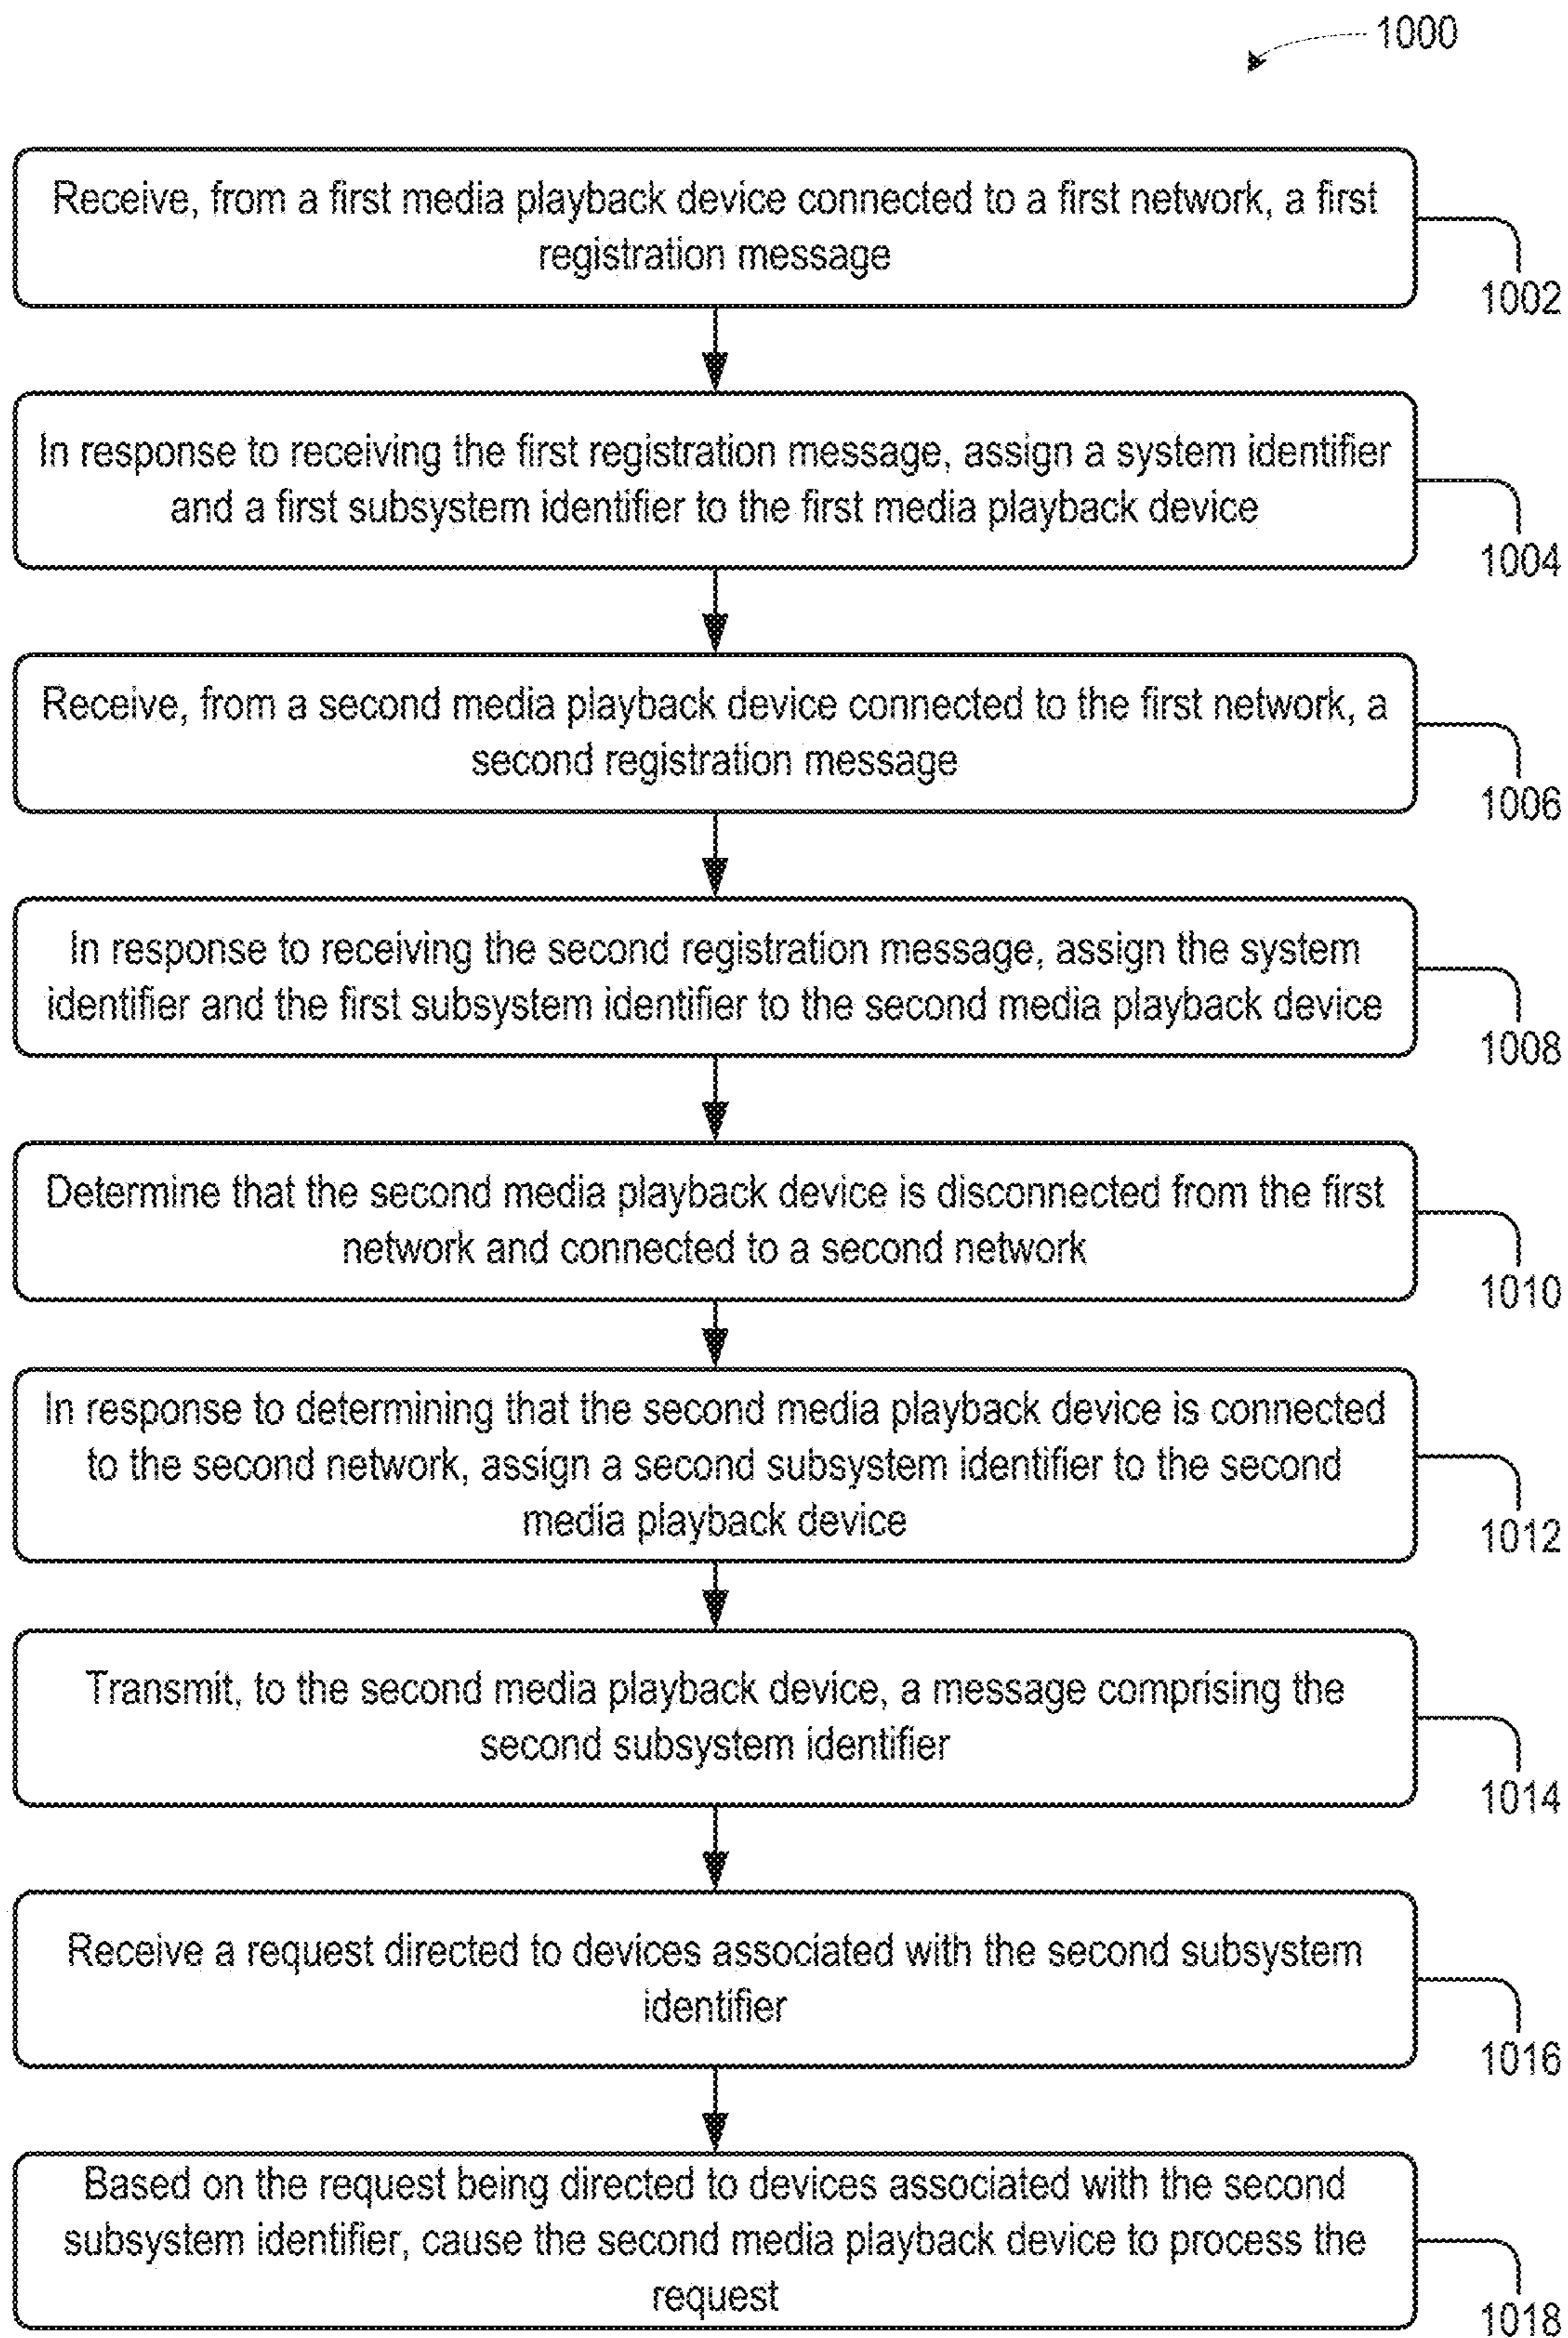 1000
Receive, from a first media playback device connected to a first network, a first
registration message
1002
In response to receiving the first registration message, assign a system identifier
and a first subsystem identifier to the first media playback device
1004
Receive, from a second media playback device connected to the first network, a
second registration message
1006
In response to receiving the second registration message, assign the system
identifier and the first subsystem identifier to the second media playback device
1008
Determine that the second media playback device is disconnected from the first
network and connected to a second network
1010
In response to determining that the second media playback device is connected
to the second network, assign a second subsystem identifier to the second
media playback device
1012
Transmit, to the second media playback device, a message comprising the
second subsystem identifier
1014
Receive a request directed to devices associated with the second subsystem
identifier
1016
Based on the request being directed to devices associated with the second
subsystem identifier, cause the second media playback device to process the
request
1018